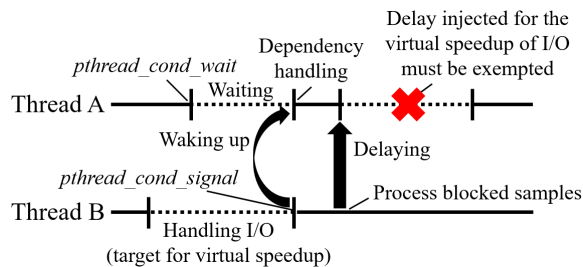 Delay injected for the
virtual speedup of I/O
must be exempted
Dependency
handling
pthread_cond_wait
Waiting
Thread A
Waking up
Delaying
pthread_cond_signal
Process blocked samples
Thread B
Handling I/O
(target for virtual speedup)